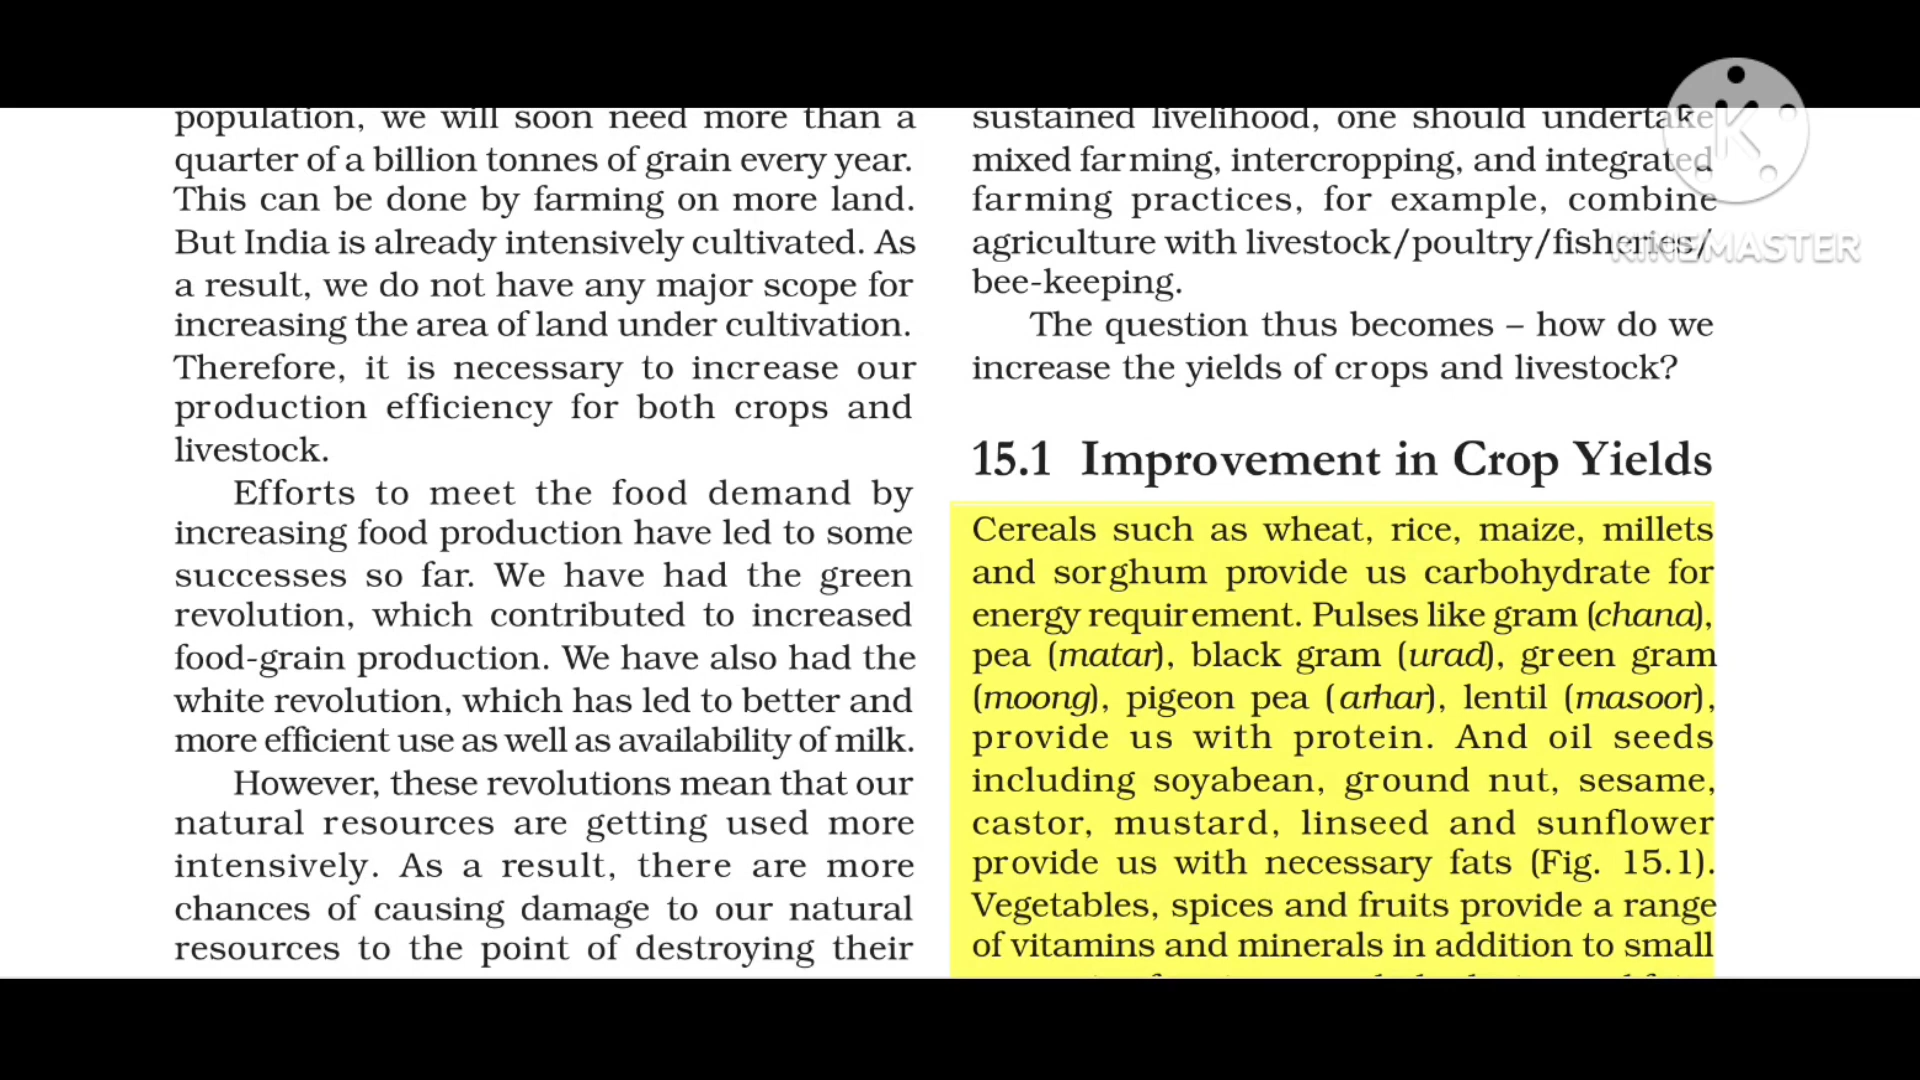 population, we will soon need more than a
quarter of a billion tonnes of grain every year.
This can be done by farming on more land.
But India is already intensively cultivated. As
a result, we do not have any major scope for
increasing the area of land under cultivation.
Therefore, it is necessary to increase our
production efficiency for both crops and
livestock.
Efforts to meet the food demand by
increasing food production have led to some
successes so far. We have had the green
revolution, which contributed to increased
food-grain production. We have also had the
white revolution, which has led to better and
more efficient use as well as availability of milk.
However, these revolutions mean that our
natural resources are getting used more
intensively. As a result, there are more
chances of causing damage to our natural
resources to the point of destroying their
sustained livelihood, one should undertake
mixed farming, intercropping, and integrated
farming practices, for example, combine
agriculture with livestock/poultry/fisheries/
bee-keeping.
The question thus becomes – how do we
increase the yields of crops and livestock?
15.1 Improvement in Crop Yields
Cereals such as wheat, rice, maize, millets
and sorghum provide us carbohydrate for
energy requirement. Pulses like gram (chana),
pea (matar), black gram (urad), green gram
(moong), pigeon pea (arhar), lentil (masoor),
provide us with protein. And oil seeds
including soyabean, ground nut, sesame,
castor, mustard, linseed and sunflower
provide us with necessary fats (Fig. 15.1).
Vegetables, spices and fruits provide a range
of vitamins and minerals in addition to small
K
KINEMASTER